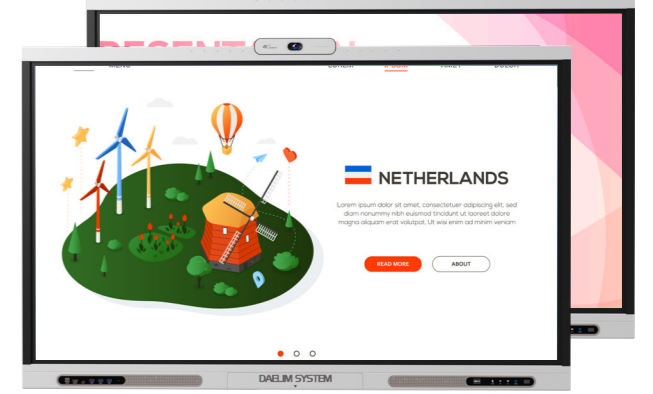 NETHERLANDS
Lorem ipsum dolor sit amet, consectetuer adipiscing elit, sed
diam nonummy nibh euismod tincidunt ut laoreet dolore
magna aliquam erat volutpat. Ut wisi enim ad minim veniam
READ MORE ABOUT
DAELIM SYSTEM